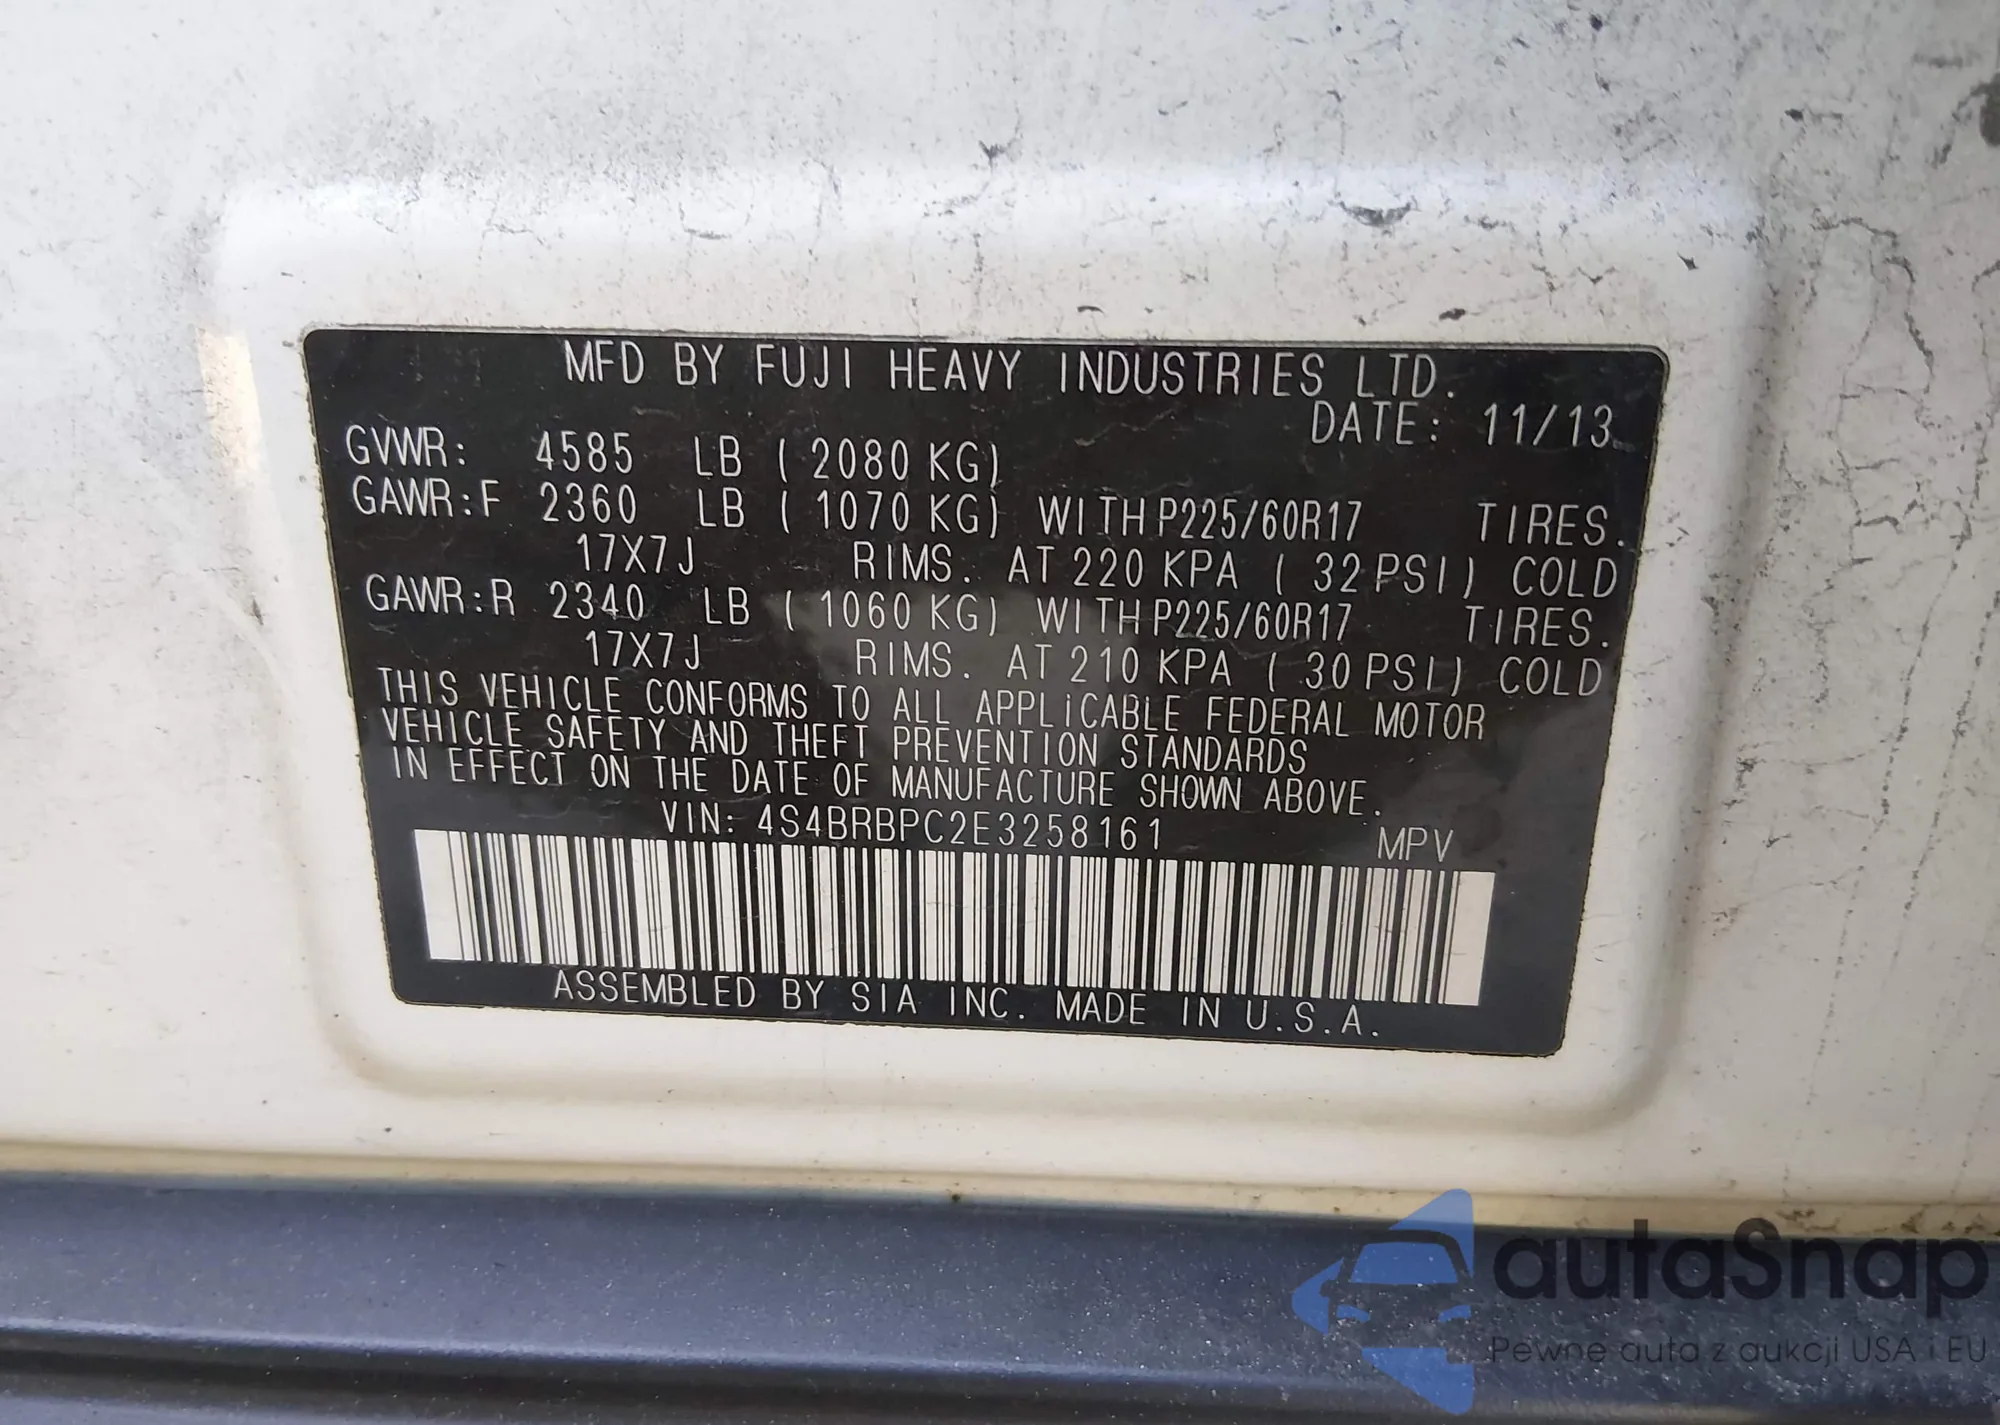 MFD BY FUJI HEAVY INDUSTRIES LTD.
DATE: 11/13
GVWR: 4585 LB (2080 KG)
GAWR:F 2360 LB (1070 KG) WITH P225/60R17 TIRES.
17X7J RIMS. AT 220 KPA (32 PSI) COLD
GAWR:R 2340 LB (1060 KG) WITH P225/60R17 TIRES.
17X7J RIMS. AT 210 KPA (30 PSI) COLD
THIS VEHICLE CONFORMS TO ALL APPLiCABLE FEDERAL MOTOR
VEHICLE SAFETY AND THEFT PREVENTION STANDARDS
IN EFFECT ON THE DATE OF MANUFACTURE SHOWN ABOVE.
VIN: 4S4BRBPC2E3258161 MPV
ASSEMBLED BY SIA INC. MADE IN U.S.A.
autaSnap
Pewne auta z aukcji USA i EU